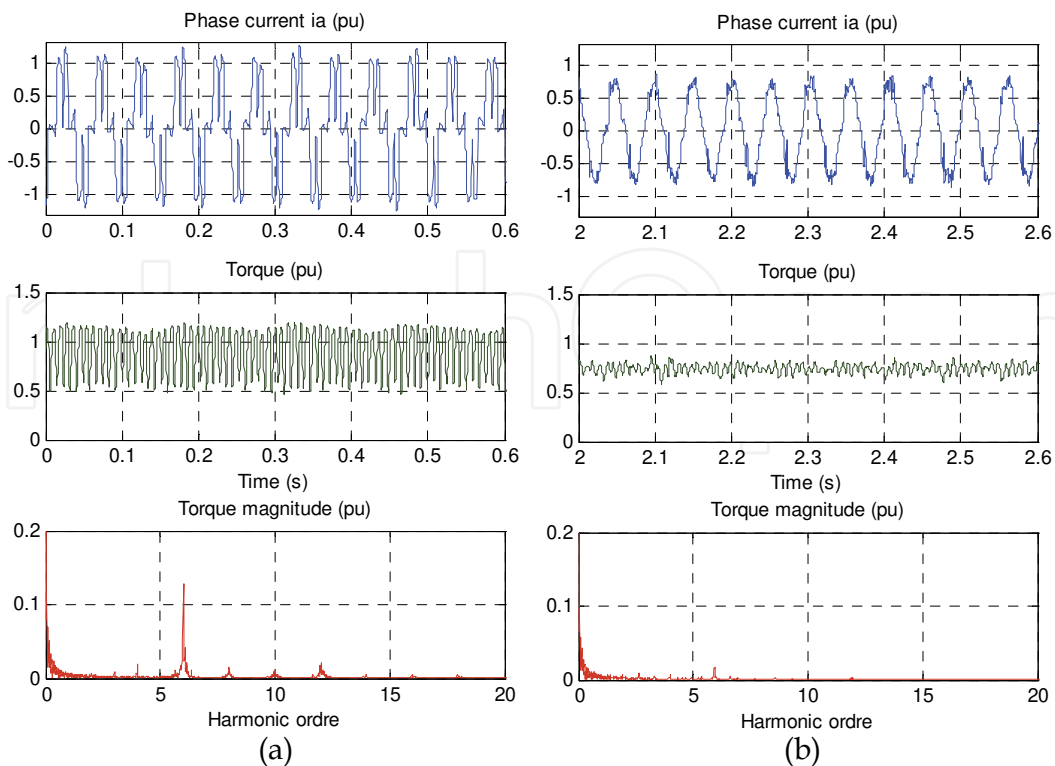 Phase current ia (pu)
1
0.5
0
-0.5
-1
0 0.1 0.2 0.3 0.4 0.5 0.6
Torque (pu)
1.5
1
0.5
0
0 0.1 0.2 0.3 0.4 0.5 0.6
Time (s)
Torque magnitude (pu)
0.2
0.1
0
0 5 10 15 20
Harmonic ordre
(a)
Phase current ia (pu)
1
0.5
0
-0.5
-1
2 2.1 2.2 2.3 2.4 2.5 2.6
Torque (pu)
1.5
1
0.5
0
2 2.1 2.2 2.3 2.4 2.5 2.6
Time (s)
Torque magnitude (pu)
0.2
0.1
0
0 5 10 15 20
Harmonic ordre
(b)